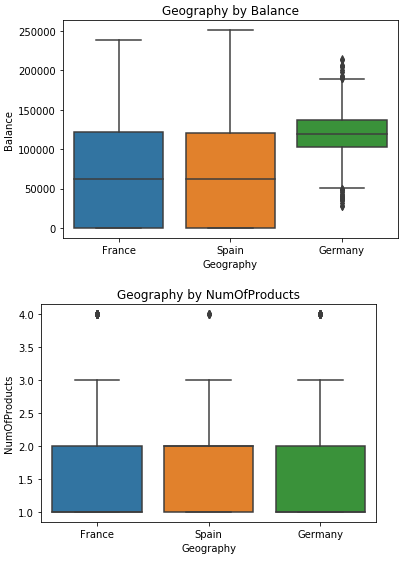 Geography by Balance
250000
200000
150000
100000
50000
0
Balance
France Spain Germany
Geography
Geography by NumOfProducts
4.0
3.5
3.0
2.5
2.0
1.5
1.0
NumOfProducts
France Spain Germany
Geography